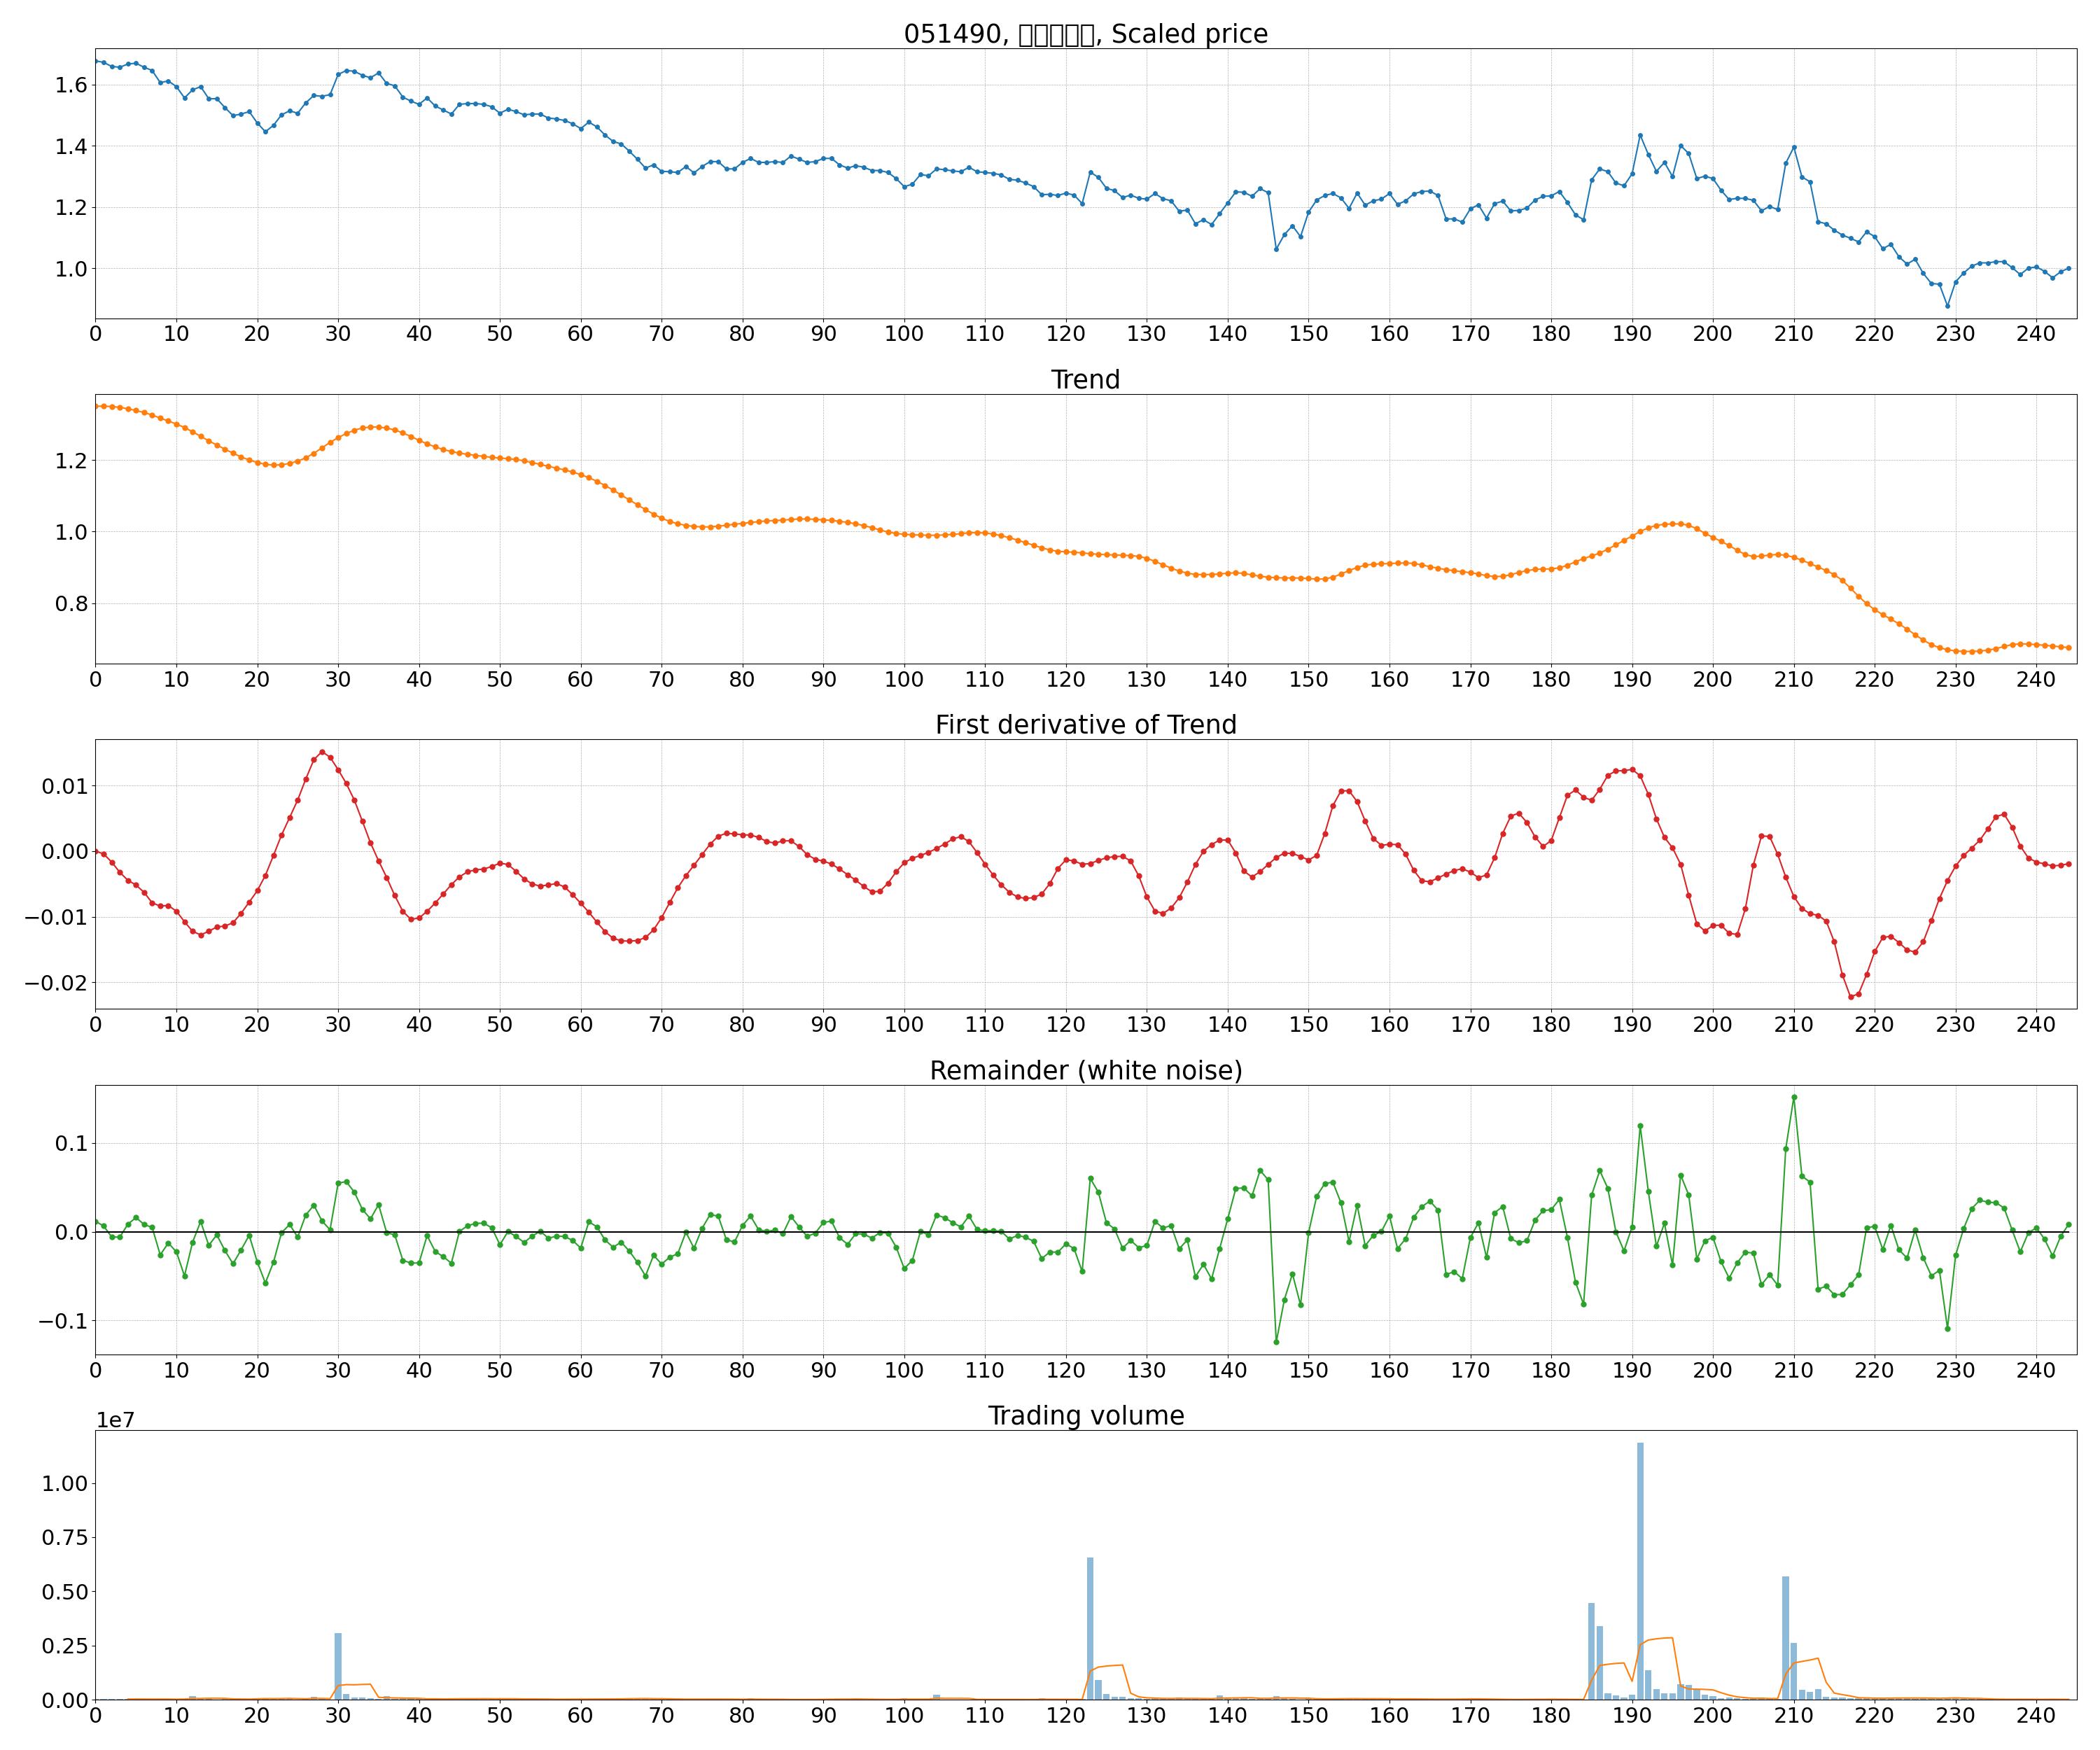 051490, □□□□□, Scaled price
1.6
1.4
1.2
1.0
0 10 20 30 40 50 60 70 80 90 100 110 120 130 140 150 160 170 180 190 200 210 220 230 240
Trend
1.2
1.0
0.8
0 10 20 30 40 50 60 70 80 90 100 110 120 130 140 150 160 170 180 190 200 210 220 230 240
First derivative of Trend
0.01
0.00
−0.01
−0.02
0 10 20 30 40 50 60 70 80 90 100 110 120 130 140 150 160 170 180 190 200 210 220 230 240
Remainder (white noise)
0.1
0.0
−0.1
0 10 20 30 40 50 60 70 80 90 100 110 120 130 140 150 160 170 180 190 200 210 220 230 240
Trading volume
1e7
1.00
0.75
0.50
0.25
0.00
0 10 20 30 40 50 60 70 80 90 100 110 120 130 140 150 160 170 180 190 200 210 220 230 240